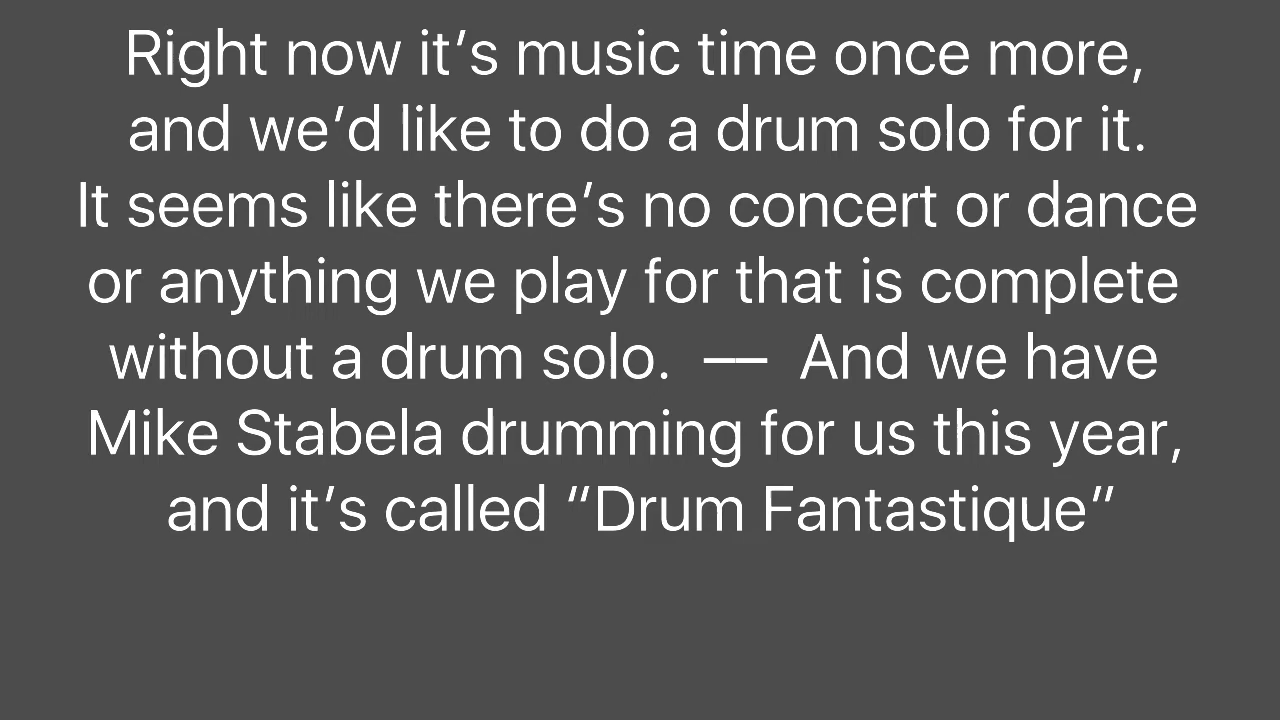 Right now it’s music time once more,
and we’d like to do a drum solo for it.
It seems like there’s no concert or dance
or anything we play for that is complete
without a drum solo.  ––  And we have
Mike Stabela drumming for us this year,
and it’s called “Drum Fantastique”